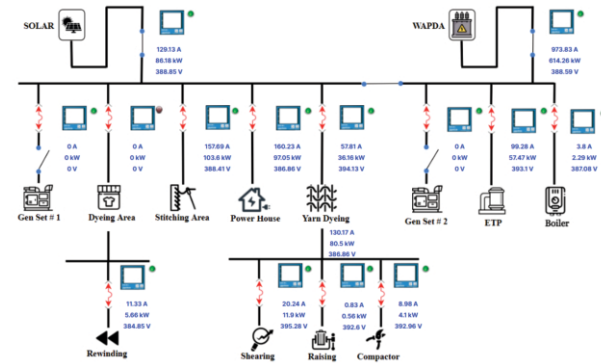 SOLAR
129.13 A
86.18 kW
388.85 V
WAPDA
973.83 A
614.26 kW
388.59 V
0 A
0 kW
0 V
Gen Set # 1
0 A
0 kW
0 V
Dyeing Area
157.69 A
103.6 kW
388.41 V
Stitching Area
160.23 A
97.05 kW
386.86 V
Power House
57.81 A
36.16 kW
394.13 V
Yarn Dyeing
0 A
0 kW
0 V
Gen Set # 2
99.28 A
57.47 kW
393.1 V
ETP
3.8 A
2.29 kW
387.08 V
Boiler
130.17 A
80.5 kW
386.86 V
11.33 A
5.66 kW
384.85 V
Rewinding
20.24 A
11.9 kW
395.28 V
Shearing
0.83 A
0.56 kW
392.6 V
Raising
8.98 A
4.1 kW
392.96 V
Compactor